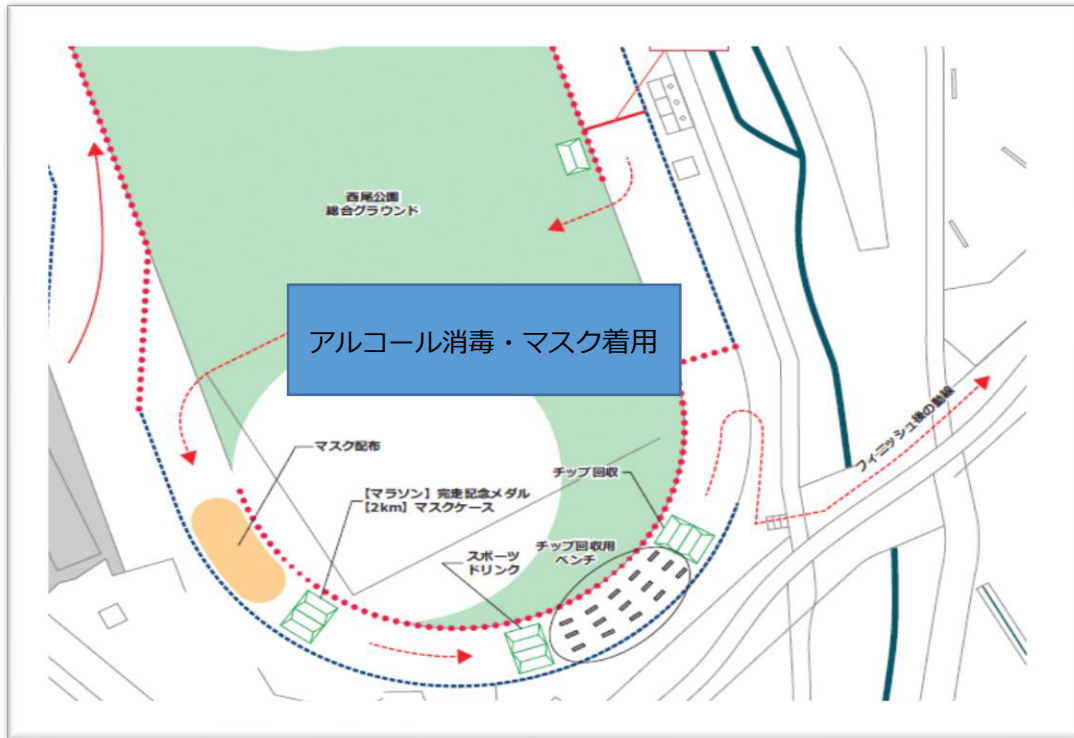 西尾公園
総合グラウンド
アルコール消毒・マスク着用
マスク配布
【マラソン】完走記念メダル
【2km】マスクケース
スポーツ
ドリンク
チップ回収
チップ回収用
ベンチ
フィニッシュ後の動線